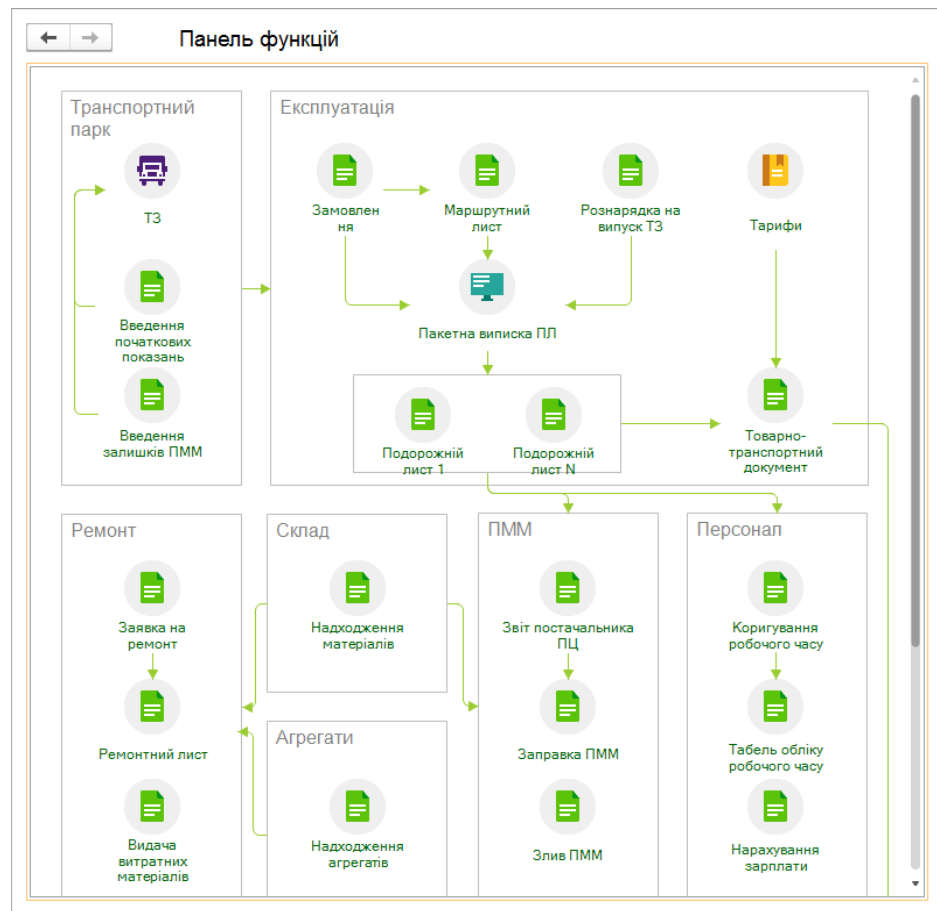 Панель функцій
Транспортний
парк
ТЗ
Введення
початкових
показань
Введення
залишків ПММ
Експлуатація
Замовлен
ня
Маршрутний
лист
Рознарядка на
випуск ТЗ
Тарифи
Пакетна виписка ПЛ
Подорожній
лист 1
Подорожній
лист N
Товарно-
транспортний
документ
Ремонт
Заявка на
ремонт
Ремонтний лист
Видача
витратних
матеріалів
Склад
Надходження
матеріалів
Агрегати
Надходження
агрегатів
ПММ
Звіт постачальника
ПЦ
Заправка ПММ
Злив ПММ
Персонал
Коригування
робочого часу
Табель обліку
робочого часу
Нарахування
зарплати